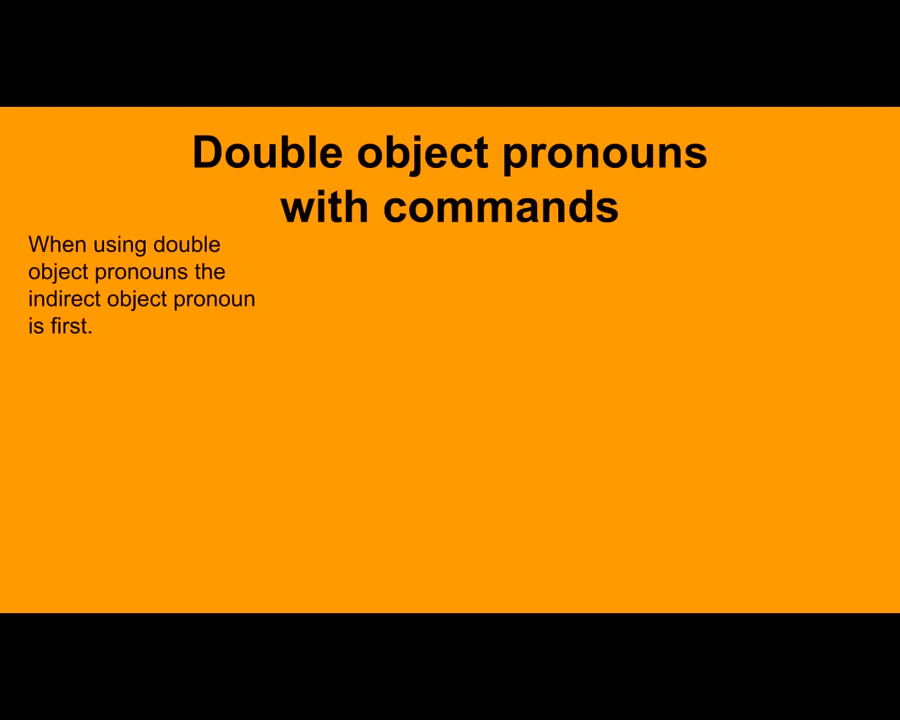 Double object pronouns
with commands
When using double
object pronouns the
indirect object pronoun
is first.